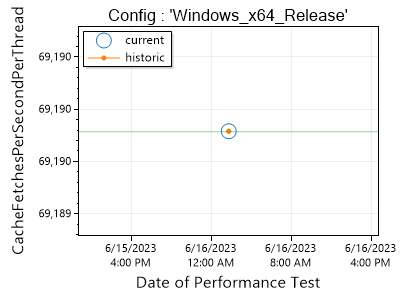 Config : 'Windows_x64_Release'
CacheFetchesPerSecondPerThread
69,190
69,190
69,190
69,189
current
historic
6/15/2023 6/16/2023 6/16/2023 6/16/2023
4:00 PM 12:00 AM 8:00 AM 4:00 PM
Date of Performance Test